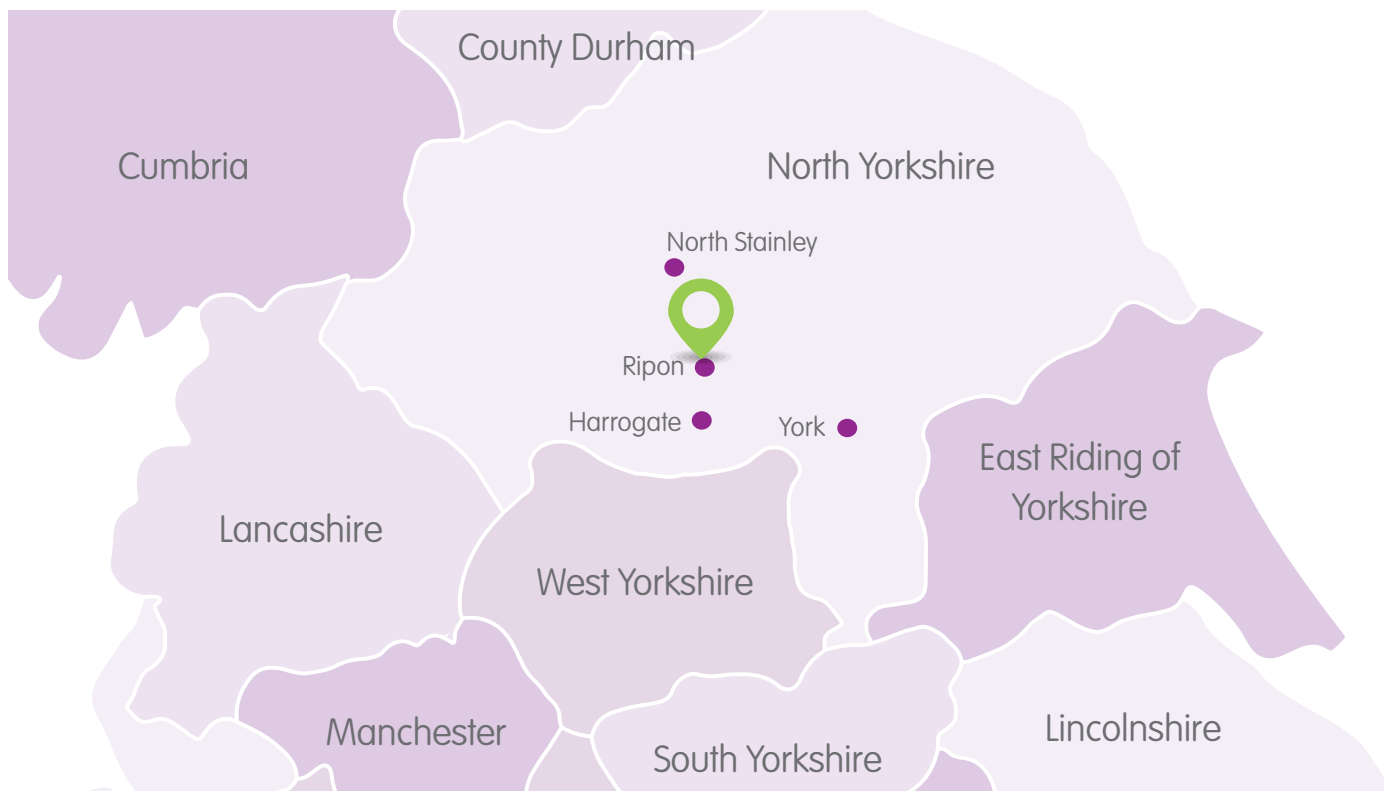 County Durham
Cumbria
North Yorkshire
North Stainley
Ripon
Harrogate
York
East Riding of
Yorkshire
Lancashire
West Yorkshire
Manchester
Lincolnshire
South Yorkshire